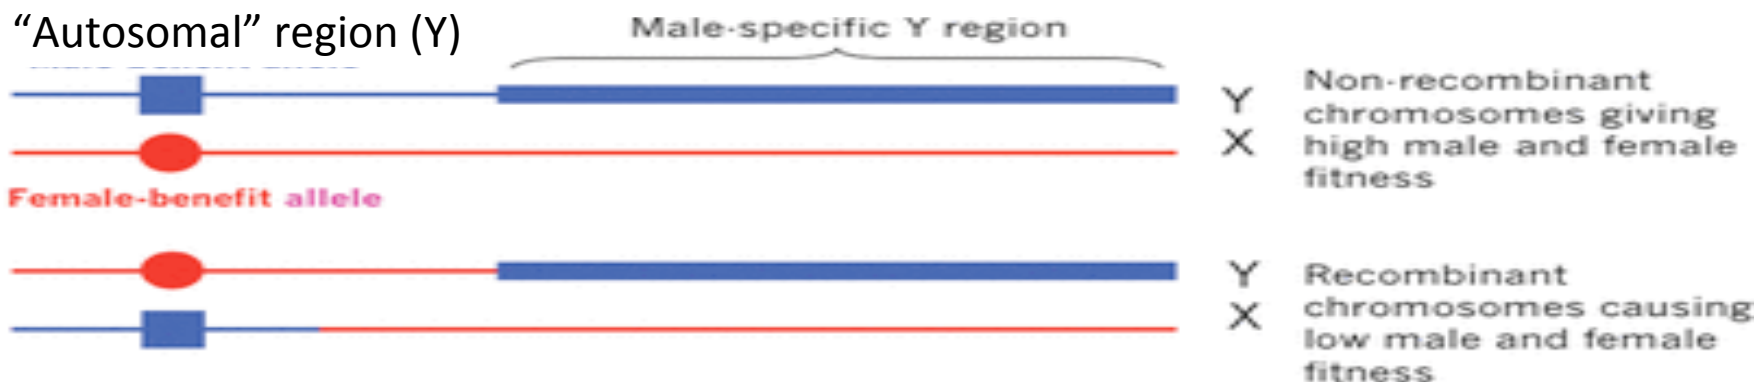 “Autosomal” region (Y)
Male-specific Y region
Y
X
Non-recombinant
chromosomes giving
high male and female
fitness
Female-benefit allele
Y
X
Recombinant
chromosomes causing
low male and female
fitness